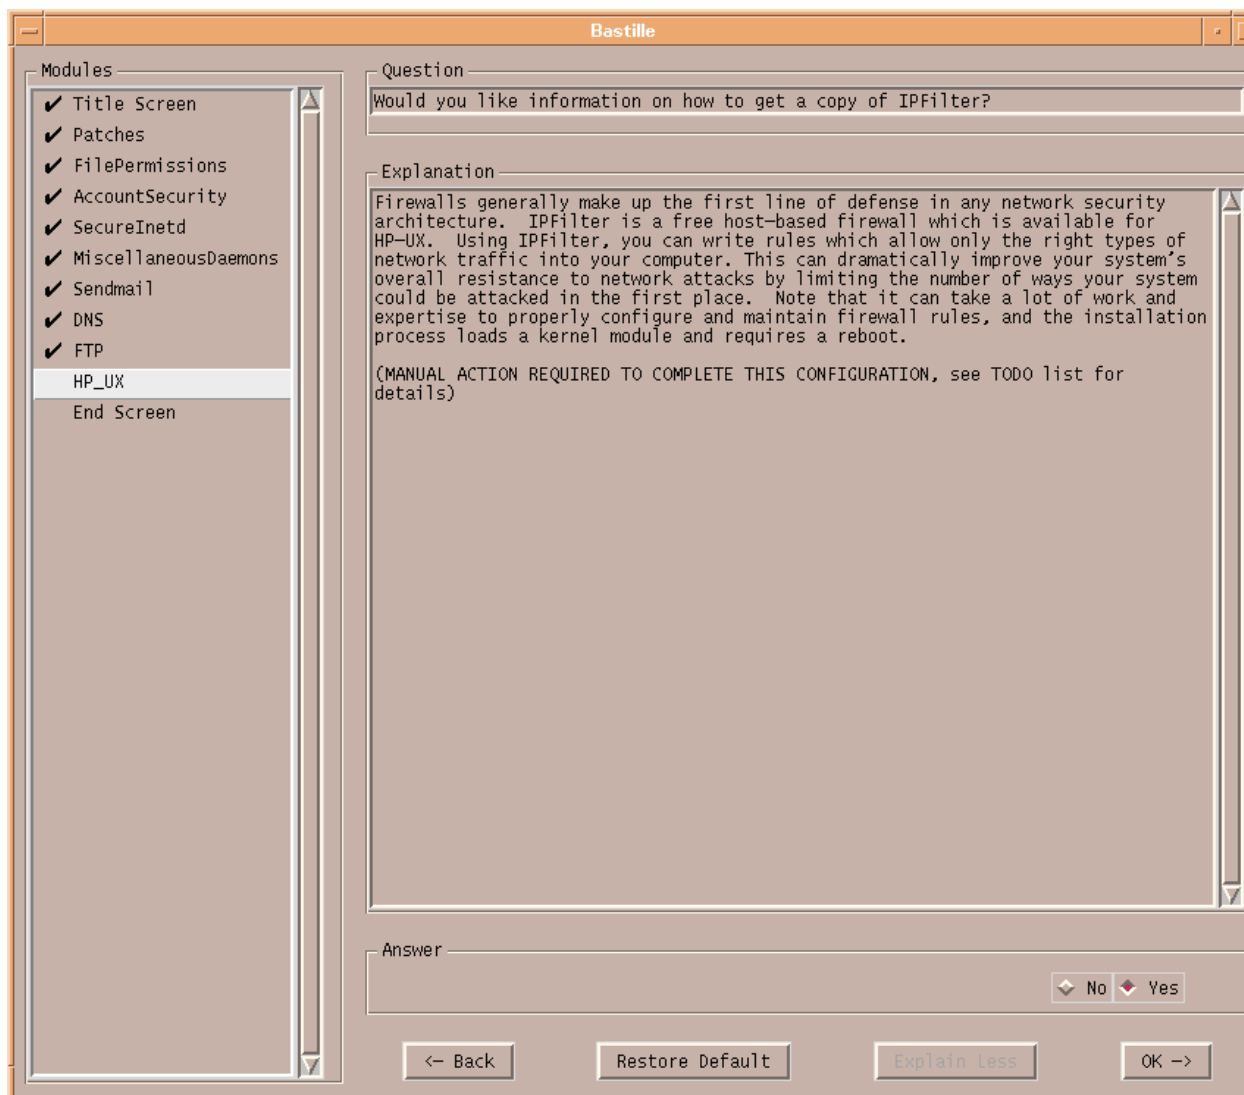 Bastille
Modules
Title Screen
Patches
FilePermissions
AccountSecurity
SecureInetd
MiscellaneousDaemons
Sendmail
DNS
FTP
HP_UX
End Screen
Question
Would you like information on how to get a copy of IPFilter?
Explanation
Firewalls generally make up the first line of defense in any network security
architecture.  IPFilter is a free host-based firewall which is available for
HP-UX.  Using IPFilter, you can write rules which allow only the right types of
network traffic into your computer. This can dramatically improve your system's
overall resistance to network attacks by limiting the number of ways your system
could be attacked in the first place.  Note that it can take a lot of work and
expertise to properly configure and maintain firewall rules, and the installation
process loads a kernel module and requires a reboot.
(MANUAL ACTION REQUIRED TO COMPLETE THIS CONFIGURATION, see TODO list for
details)
Answer
No Yes
<- Back Restore Default Explain Less OK ->